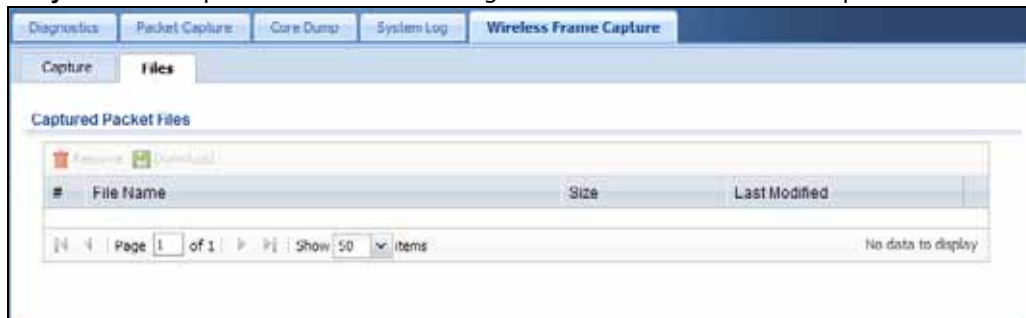 Diagnostics Packet Capture Core Dump System Log Wireless Frame Capture
Capture Files
Captured Packet Files
Remove Download
# File Name Size Last Modified
Page 1 of 1 Show 50 items No data to display